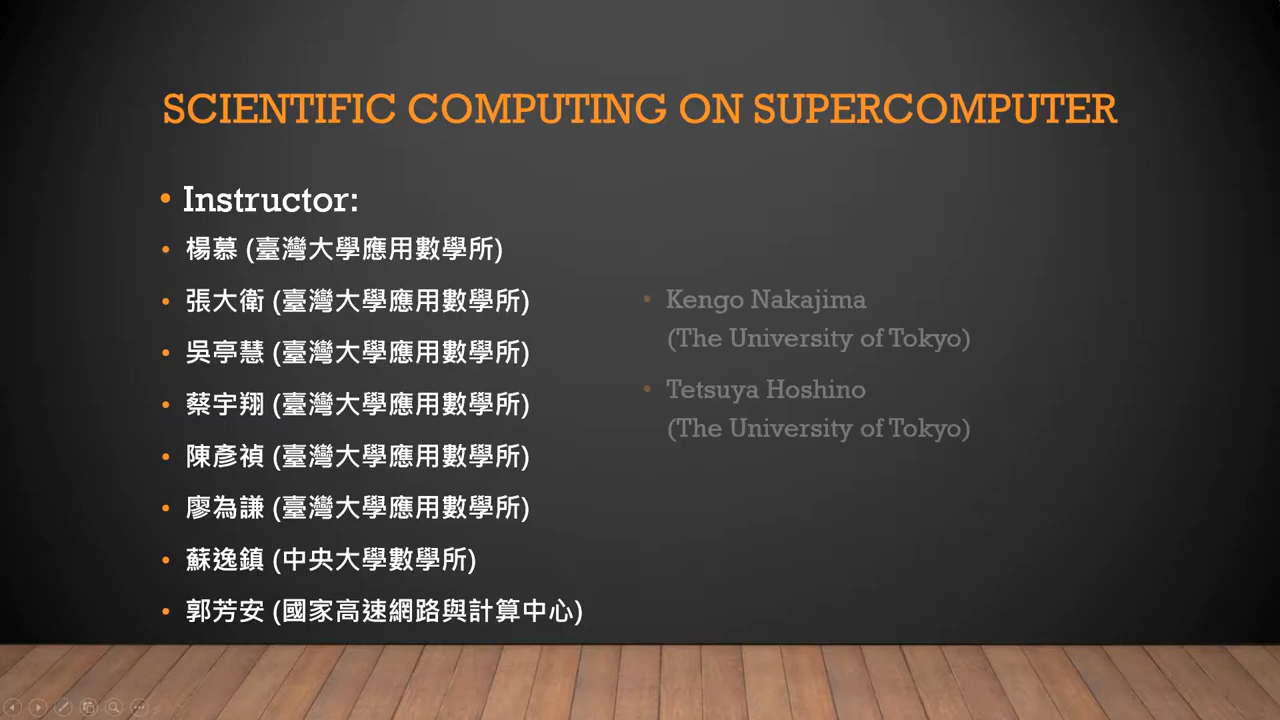 SCIENTIFIC COMPUTING ON SUPERCOMPUTER
• Instructor:
• 楊慕 (臺灣大學應用數學所)
• 張大衛 (臺灣大學應用數學所)
• 吳亭慧 (臺灣大學應用數學所)
• 蔡宇翔 (臺灣大學應用數學所)
• 陳彥禎 (臺灣大學應用數學所)
• 廖為謙 (臺灣大學應用數學所)
• 蘇逸鎮 (中央大學數學所)
• 郭芳安 (國家高速網路與計算中心)
• Kengo Nakajima
(The University of Tokyo)
• Tetsuya Hoshino
(The University of Tokyo)